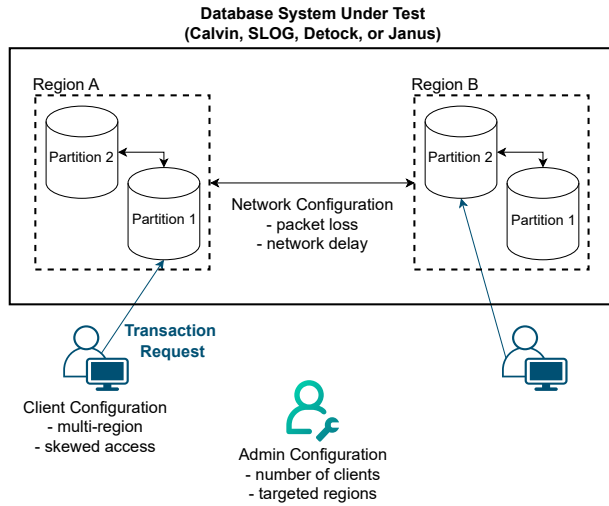 Database System Under Test
(Calvin, SLOG, Detock, or Janus)
Region A
Region B
Partition 2
Partition 1
Partition 2
Partition 1
Network Configuration
- packet loss
- network delay
Transaction
Request
Client Configuration
- multi-region
- skewed access
Admin Configuration
- number of clients
- targeted regions